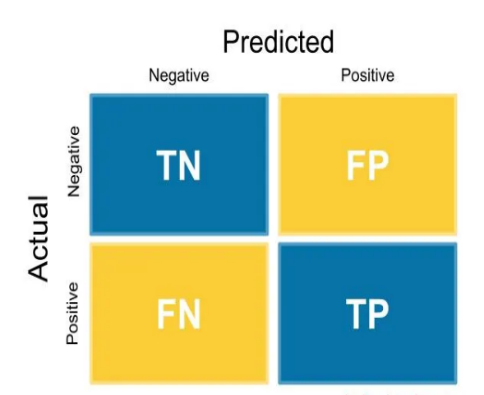 Predicted
Negative Positive
Actual
Negative
TN FP
Positive
FN TP